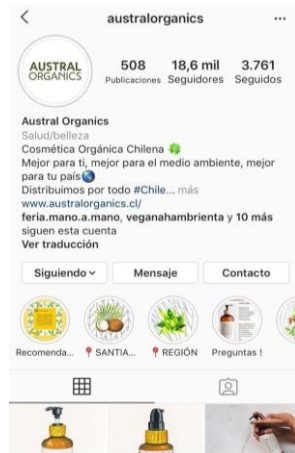 australorganics
AUSTRAL
ORGANICS
508 18,6 mil 3.761
Publicaciones Seguidores Seguidos
Austral Organics
Salud/belleza
Cosmética Orgánica Chilena 🍀
Mejor para ti, mejor para el medio ambiente, mejor
para tu país🌎
Distribuimos por todo #Chile... más
www.australorganics.cl/
feria.mano.a.mano, veganahambrienta y 10 más
siguen esta cuenta
Ver traducción
Siguiendo Mensaje Contacto
Recomenda... 📍 SANTIA... 📍 REGIÓN Preguntas !